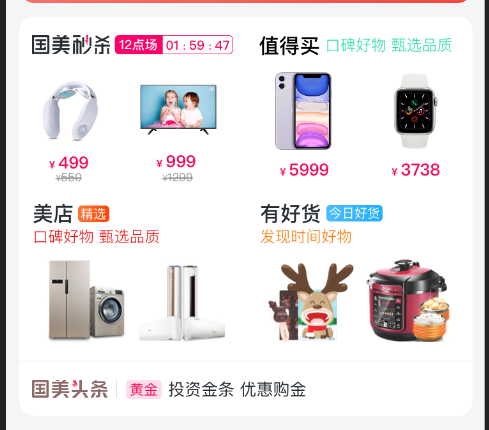 国美秒杀 12点场 01 : 59 : 47
值得买 口碑好物 甄选品质
¥ 499
¥550
¥ 999
¥1299
¥ 5999
¥ 3738
美店 精选
口碑好物 甄选品质
有好货 今日好货
发现时间好物
国美头条 黄金 投资金条 优惠购金